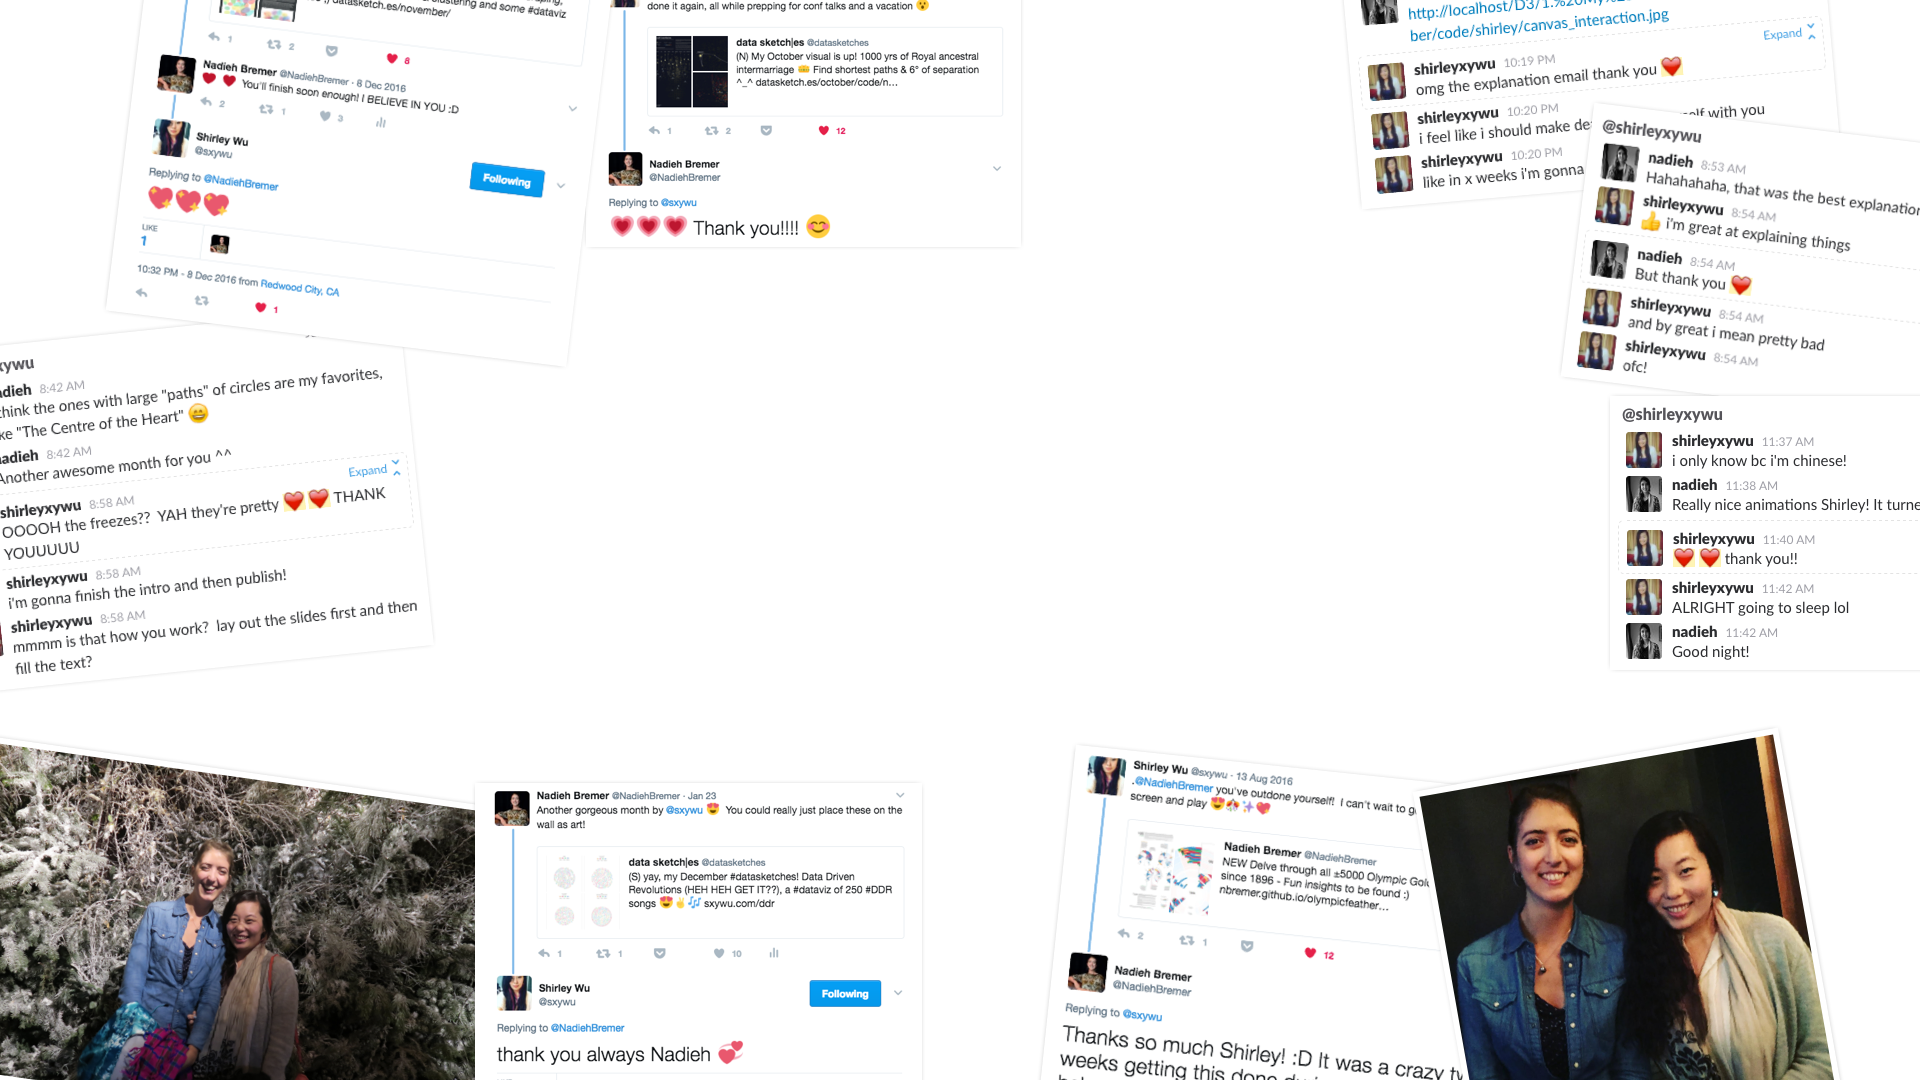 datasketch.es/november/
clustering and some #dataviz
1 2 8
Nadieh Bremer @NadiehBremer · 8 Dec 2016
❤️ ❤️ You'll finish soon enough! I BELIEVE IN YOU :D
2 1 3
Shirley Wu
@sxywu
Following
Replying to @NadiehBremer
💖💖💖
LIKE
1
10:32 PM - 8 Dec 2016 from Redwood City, CA
1
done it again, all while prepping for conf talks and a vacation 😮
data sketch|es @datasketches
(N) My October visual is up! 1000 yrs of Royal ancestral
intermarriage 👑 Find shortest paths & 6° of separation
^_^ datasketch.es/october/code/n…
1 2 12
Nadieh Bremer
@NadiehBremer
Replying to @sxywu
💗💗💗 Thank you!!!! 😊
http://localhost/D3/1.%20My%20
ber/code/shirley/canvas_interaction.jpg
Expand
shirleyxywu 10:19 PM
omg the explanation email thank you ❤️
shirleyxywu 10:20 PM
i feel like i should make
with you
shirleyxywu 10:20 PM
like in x weeks i'm gonna
@shirleyxywu
nadieh 8:53 AM
Hahahahaha, that was the best explanation
shirleyxywu 8:54 AM
👍 i'm great at explaining things
nadieh 8:54 AM
But thank you ❤️
shirleyxywu 8:54 AM
and by great i mean pretty bad
shirleyxywu 8:54 AM
ofc!
xywu
adieh 8:42 AM
think the ones with large "paths" of circles are my favorites,
ke "The Centre of the Heart" 😄
adieh 8:42 AM
Another awesome month for you ^^
Expand
shirleyxywu 8:58 AM
OOOOH the freezes?? YAH they're pretty ❤️ ❤️ THANK
YOUUUUU
shirleyxywu 8:58 AM
i'm gonna finish the intro and then publish!
shirleyxywu 8:58 AM
mmmm is that how you work? lay out the slides first and then
fill the text?
@shirleyxywu
shirleyxywu 11:37 AM
i only know bc i'm chinese!
nadieh 11:38 AM
Really nice animations Shirley! It turne
shirleyxywu 11:40 AM
❤️ ❤️ thank you!!
shirleyxywu 11:42 AM
ALRIGHT going to sleep lol
nadieh 11:42 AM
Good night!
Nadieh Bremer @NadiehBremer · Jan 23
Another gorgeous month by @sxywu 😍 You could really just place these on the
wall as art!
data sketch|es @datasketches
(S) yay, my December #datasketches! Data Driven
Revolutions (HEH HEH GET IT??), a #dataviz of 250 #DDR
songs 😍✌️🎶 sxywu.com/ddr
1 1 10
Shirley Wu
@sxywu
Following
Replying to @NadiehBremer
thank you always Nadieh 💞
Shirley Wu @sxywu · 13 Aug 2016
.@NadiehBremer you've outdone yourself! I can't wait to g
screen and play
Nadieh Bremer @NadiehBremer
NEW Delve through all ±5000 Olympic Gol
since 1896 - Fun insights to be found :)
nbremer.github.io/olympicfeather…
2 1 12
Nadieh Bremer
@NadiehBremer
Replying to @sxywu
Thanks so much Shirley! :D It was a crazy tw
weeks getting this done